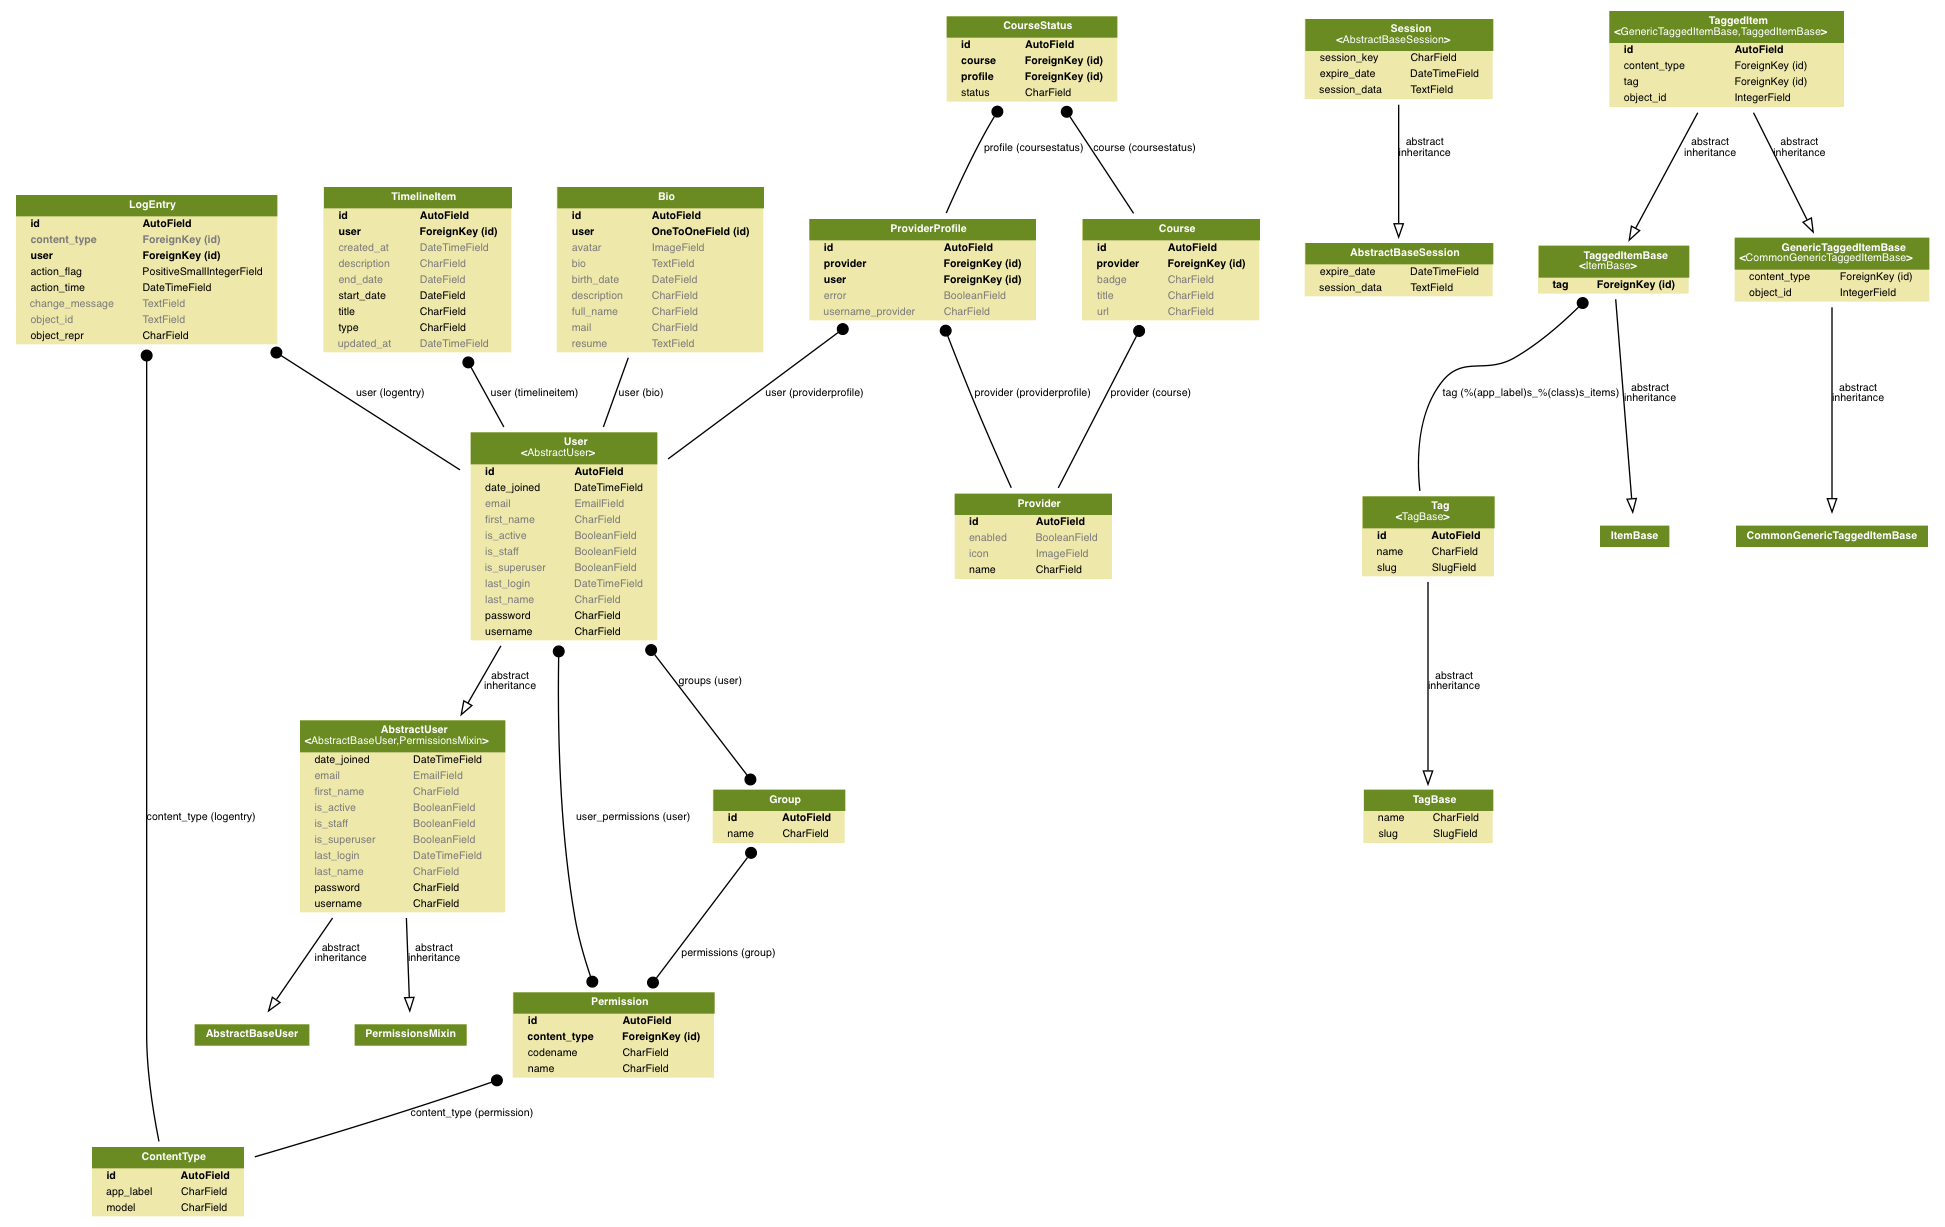 CourseStatus
id AutoField
course ForeignKey (id)
profile ForeignKey (id)
status CharField
Session
<AbstractBaseSession>
session_key CharField
expire_date DateTimeField
session_data TextField
TaggedItem
<GenericTaggedItemBase,TaggedItemBase>
id AutoField
content_type ForeignKey (id)
tag ForeignKey (id)
object_id IntegerField
profile (coursestatus)
course (coursestatus)
abstract
inheritance
abstract
inheritance
abstract
inheritance
LogEntry
id AutoField
content_type ForeignKey (id)
user ForeignKey (id)
action_flag PositiveSmallIntegerField
action_time DateTimeField
change_message TextField
object_id TextField
object_repr CharField
TimelineItem
id AutoField
user ForeignKey (id)
created_at DateTimeField
description CharField
end_date DateField
start_date DateField
title CharField
type CharField
updated_at DateTimeField
Bio
id AutoField
user OneToOneField (id)
avatar ImageField
bio TextField
birth_date DateField
description CharField
full_name CharField
mail CharField
resume TextField
ProviderProfile
id AutoField
provider ForeignKey (id)
user ForeignKey (id)
error BooleanField
username_provider CharField
Course
id AutoField
provider ForeignKey (id)
badge CharField
title CharField
url CharField
AbstractBaseSession
expire_date DateTimeField
session_data TextField
TaggedItemBase
<ItemBase>
tag ForeignKey (id)
GenericTaggedItemBase
<CommonGenericTaggedItemBase>
content_type ForeignKey (id)
object_id IntegerField
user (logentry)
user (timelineitem)
user (bio)
user (providerprofile)
provider (providerprofile)
provider (course)
tag (%(app_label)s_%(class)s_items)
abstract
inheritance
abstract
inheritance
User
<AbstractUser>
id AutoField
date_joined DateTimeField
email EmailField
first_name CharField
is_active BooleanField
is_staff BooleanField
is_superuser BooleanField
last_login DateTimeField
last_name CharField
password CharField
username CharField
Provider
id AutoField
enabled BooleanField
icon ImageField
name CharField
Tag
<TagBase>
id AutoField
name CharField
slug SlugField
ItemBase
CommonGenericTaggedItemBase
abstract
inheritance
groups (user)
abstract
inheritance
AbstractUser
<AbstractBaseUser,PermissionsMixin>
date_joined DateTimeField
email EmailField
first_name CharField
is_active BooleanField
is_staff BooleanField
is_superuser BooleanField
last_login DateTimeField
last_name CharField
password CharField
username CharField
content_type (logentry)
user_permissions (user)
Group
id AutoField
name CharField
TagBase
name CharField
slug SlugField
abstract
inheritance
abstract
inheritance
permissions (group)
AbstractBaseUser
PermissionsMixin
Permission
id AutoField
content_type ForeignKey (id)
codename CharField
name CharField
content_type (permission)
ContentType
id AutoField
app_label CharField
model CharField